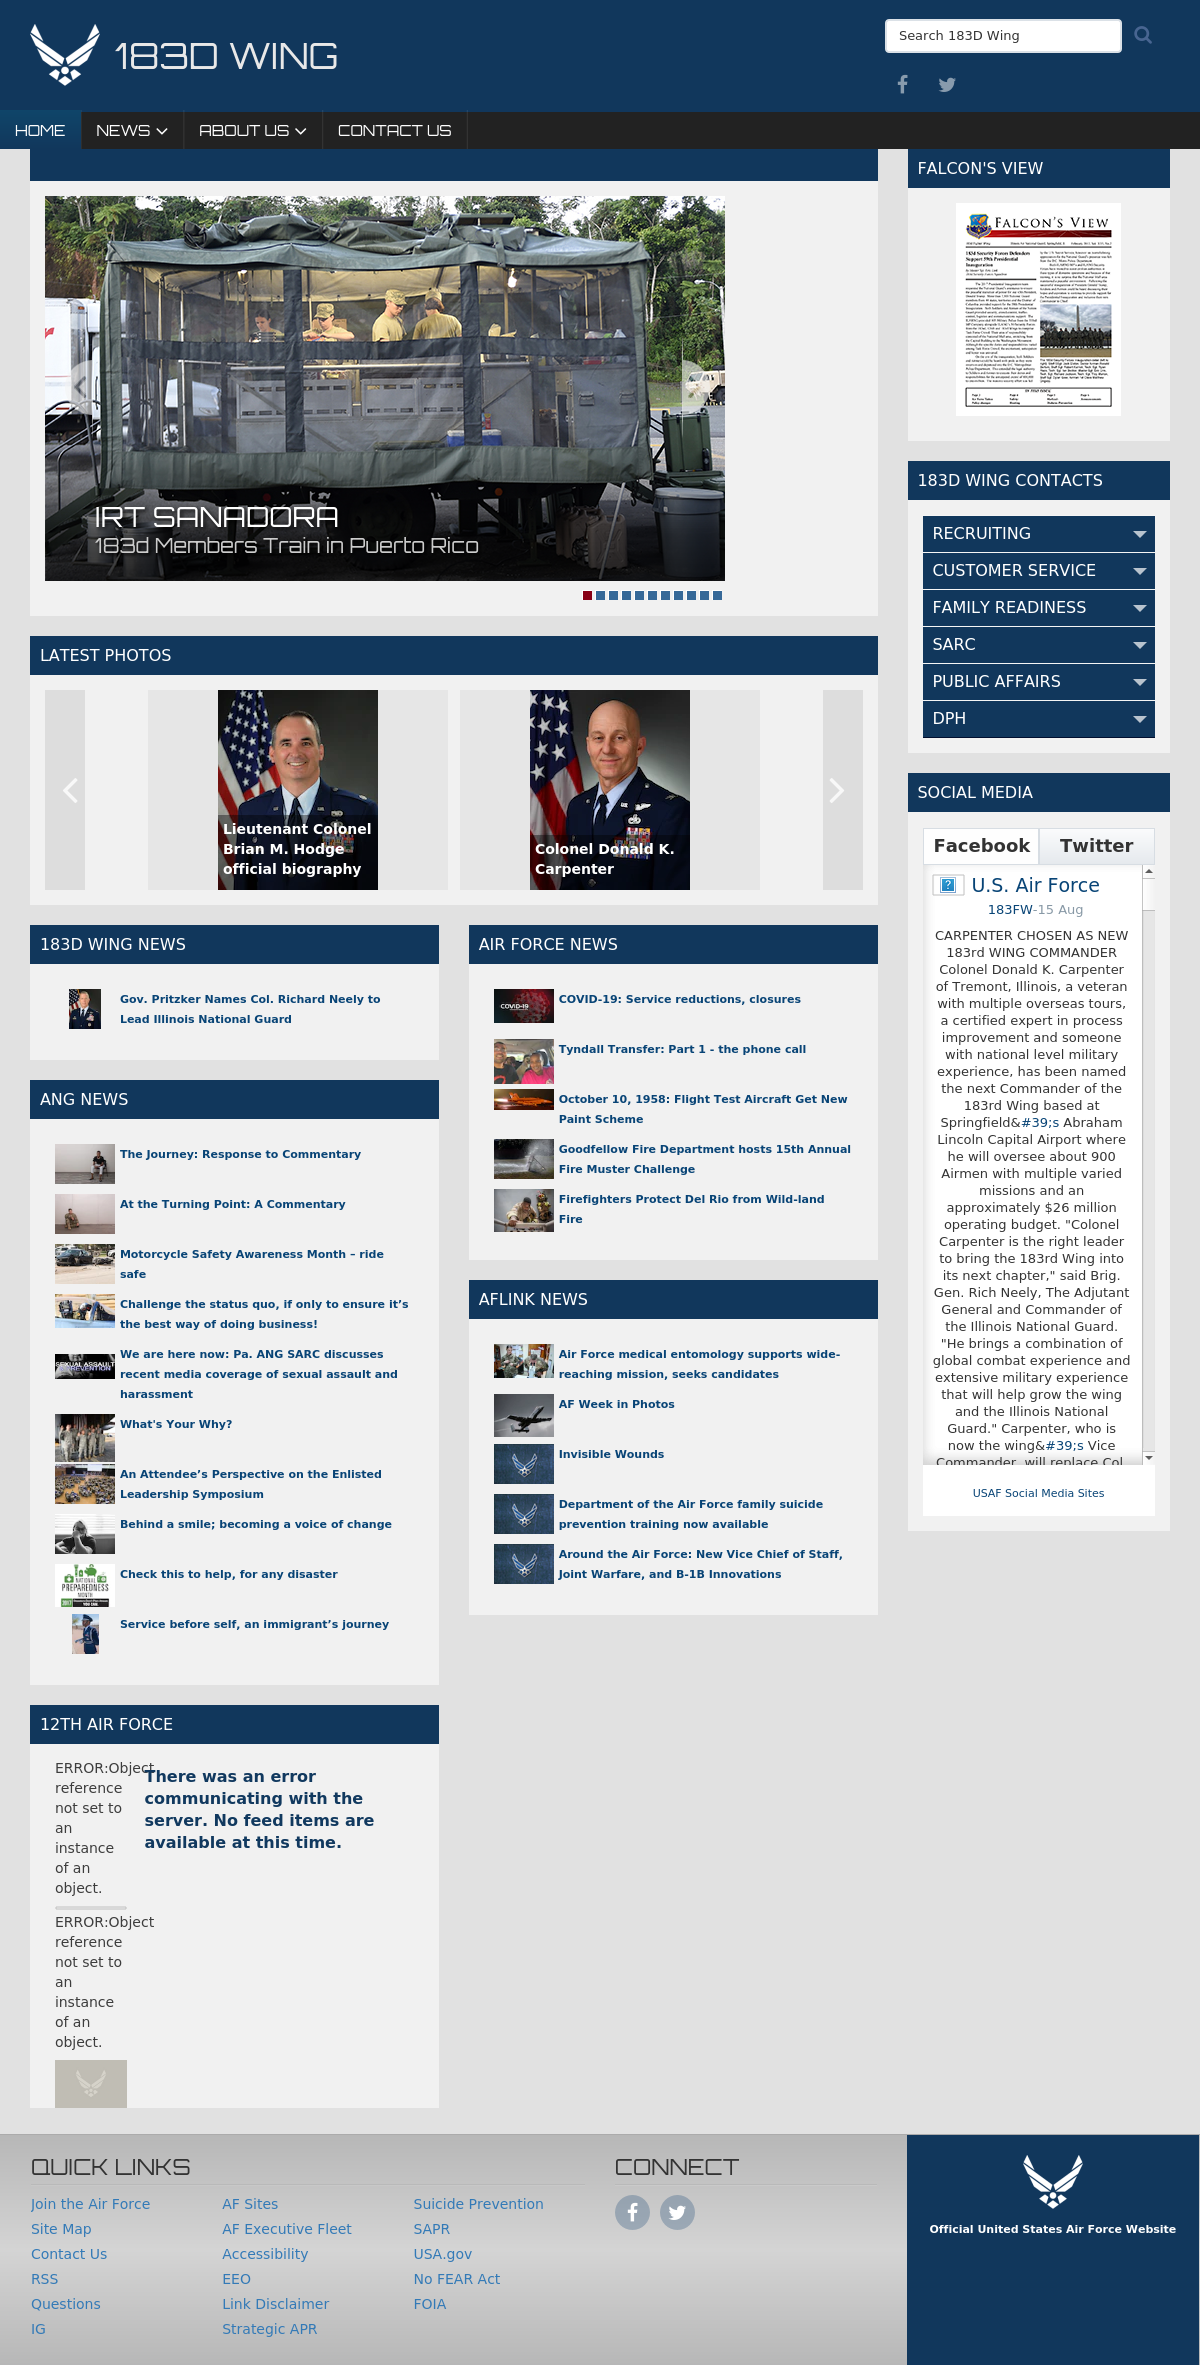 183D WING
Search 183D Wing
HOME
NEWS
ABOUT US
CONTACT US
IRT SANADORA
183d Members Train in Puerto Rico
LATEST PHOTOS
Lieutenant Colonel
Brian M. Hodge
official biography
Colonel Donald K.
Carpenter
183D WING NEWS
Gov. Pritzker Names Col. Richard Neely to
Lead Illinois National Guard
ANG NEWS
The Journey: Response to Commentary
At the Turning Point: A Commentary
Motorcycle Safety Awareness Month – ride
safe
Challenge the status quo, if only to ensure it’s
the best way of doing business!
SEXUAL ASSAULT
PREVENTION
We are here now: Pa. ANG SARC discusses
recent media coverage of sexual assault and
harassment
What's Your Why?
An Attendee’s Perspective on the Enlisted
Leadership Symposium
Behind a smile; becoming a voice of change
NATIONAL
PREPAREDNESS
MONTH
Check this to help, for any disaster
Service before self, an immigrant’s journey
12TH AIR FORCE
ERROR:Object
reference
not set to
an
instance
of an
object.
There was an error
communicating with the
server. No feed items are
available at this time.
ERROR:Object
reference
not set to
an
instance
of an
object.
AIR FORCE NEWS
COVID-19
COVID-19: Service reductions, closures
Tyndall Transfer: Part 1 - the phone call
October 10, 1958: Flight Test Aircraft Get New
Paint Scheme
Goodfellow Fire Department hosts 15th Annual
Fire Muster Challenge
Firefighters Protect Del Rio from Wild-land
Fire
AFLINK NEWS
Air Force medical entomology supports wide-
reaching mission, seeks candidates
AF Week in Photos
Invisible Wounds
Department of the Air Force family suicide
prevention training now available
Around the Air Force: New Vice Chief of Staff,
Joint Warfare, and B-1B Innovations
FALCON'S VIEW
FALCON'S VIEW
183d Security Forces Defenders
Support 59th Presidential
Inauguration
183D WING CONTACTS
RECRUITING
CUSTOMER SERVICE
FAMILY READINESS
SARC
PUBLIC AFFAIRS
DPH
SOCIAL MEDIA
Facebook
Twitter
U.S. Air Force
183FW-15 Aug
CARPENTER CHOSEN AS NEW
183rd WING COMMANDER
Colonel Donald K. Carpenter
of Tremont, Illinois, a veteran
with multiple overseas tours,
a certified expert in process
improvement and someone
with national level military
experience, has been named
the next Commander of the
183rd Wing based at
Springfield&#39;s Abraham
Lincoln Capital Airport where
he will oversee about 900
Airmen with multiple varied
missions and an
approximately $26 million
operating budget. "Colonel
Carpenter is the right leader
to bring the 183rd Wing into
its next chapter," said Brig.
Gen. Rich Neely, The Adjutant
General and Commander of
the Illinois National Guard.
"He brings a combination of
global combat experience and
extensive military experience
that will help grow the wing
and the Illinois National
Guard." Carpenter, who is
now the wing&#39;s Vice
Commander, will replace Col.
USAF Social Media Sites
QUICK LINKS
Join the Air Force
Site Map
Contact Us
RSS
Questions
IG
AF Sites
AF Executive Fleet
Accessibility
EEO
Link Disclaimer
Strategic APR
Suicide Prevention
SAPR
USA.gov
No FEAR Act
FOIA
CONNECT
Official United States Air Force Website